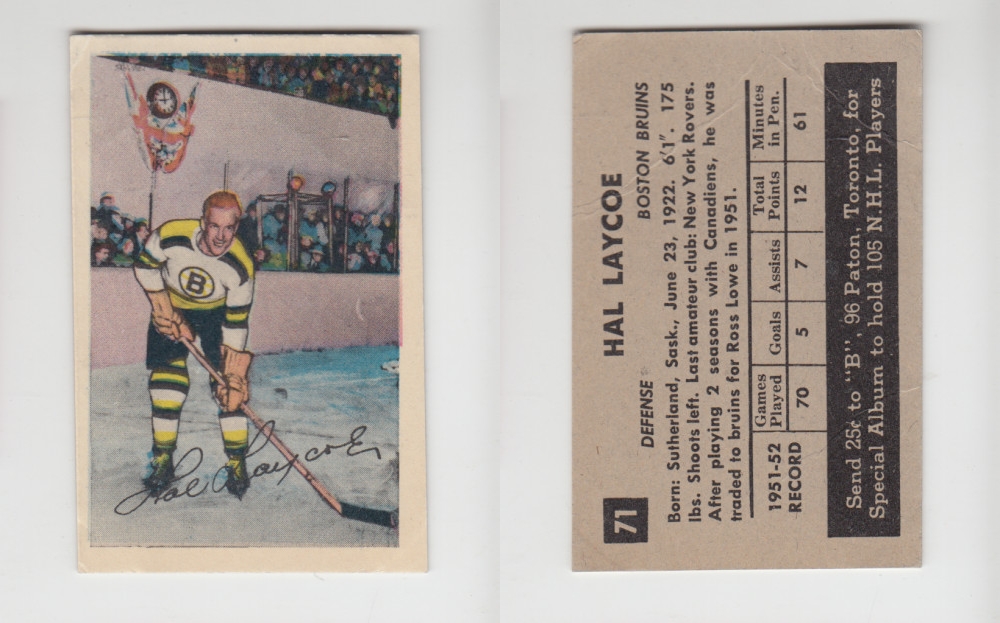 B
Hal Laycoe
71
HAL LAYCOE
DEFENSE BOSTON BRUINS
Born: Sutherland, Sask., June 23, 1922. 6'1". 175
lbs. Shoots left. Last amateur club: New York Rovers.
After playing 2 seasons with Canadiens, he was
traded to bruins for Ross Lowe in 1951.
1951-52 RECORD Games Played Goals Assists Total Points Minutes in Pen.
70 5 7 12 61
Send 25¢ to "B", 96 Paton, Toronto, for
Special Album to hold 105 N.H.L. Players